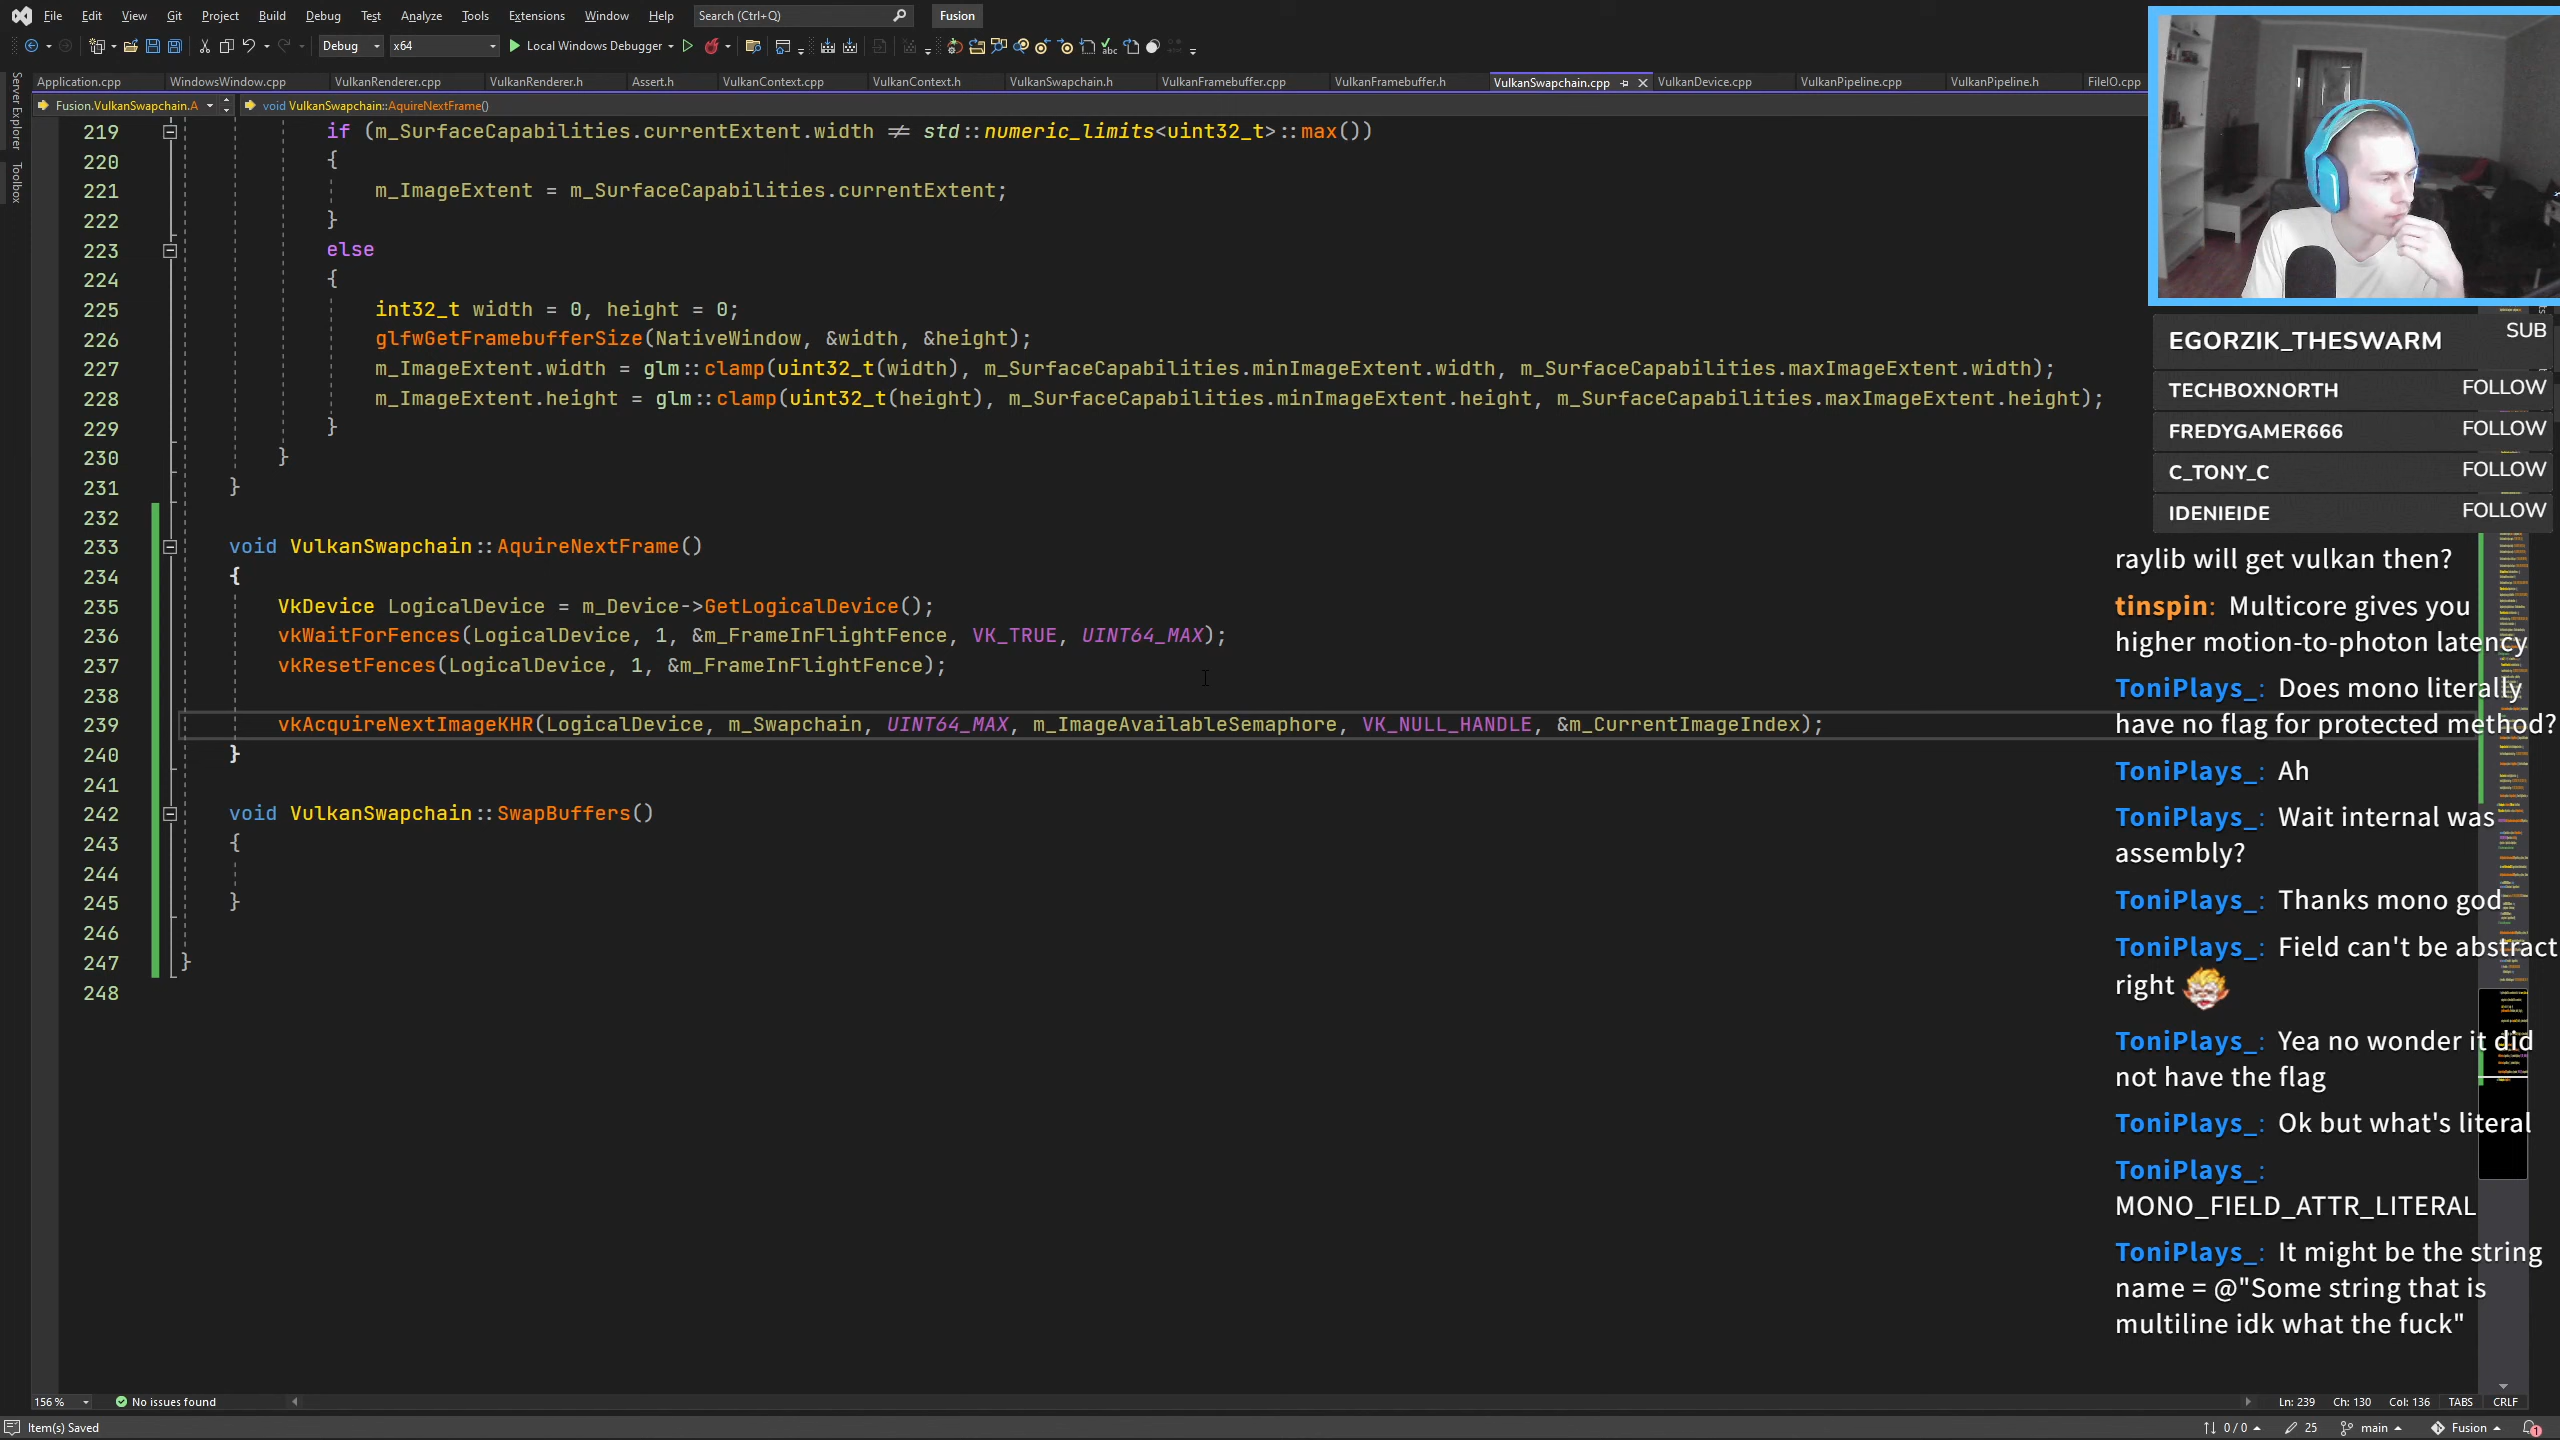 File Edit View Git Project Build Debug Test Analyze Tools Extensions Window Help Search (Ctrl+Q) Fusion
Debug x64 Local Windows Debugger
Application.cpp WindowsWindow.cpp VulkanRenderer.cpp VulkanRenderer.h Assert.h VulkanContext.cpp VulkanContext.h VulkanSwapchain.h VulkanFramebuffer.cpp VulkanFramebuffer.h VulkanSwapchain.cpp VulkanDevice.cpp VulkanPipeline.cpp VulkanPipeline.h FileIO.cpp
Server Explorer
Toolbox
Fusion.VulkanSwapchain.A void VulkanSwapchain::AquireNextFrame()
219 if (m_SurfaceCapabilities.currentExtent.width ≠ std::numeric_limits<uint32_t>::max())
220 {
221 m_ImageExtent = m_SurfaceCapabilities.currentExtent;
222 }
223 else
224 {
225 int32_t width = 0, height = 0;
226 glfwGetFramebufferSize(NativeWindow, &width, &height);
227 m_ImageExtent.width = glm::clamp(uint32_t(width), m_SurfaceCapabilities.minImageExtent.width, m_SurfaceCapabilities.maxImageExtent.width);
228 m_ImageExtent.height = glm::clamp(uint32_t(height), m_SurfaceCapabilities.minImageExtent.height, m_SurfaceCapabilities.maxImageExtent.height);
229 }
230 }
231 }
232
233 void VulkanSwapchain::AquireNextFrame()
234 {
235 VkDevice LogicalDevice = m_Device->GetLogicalDevice();
236 vkWaitForFences(LogicalDevice, 1, &m_FrameInFlightFence, VK_TRUE, UINT64_MAX);
237 vkResetFences(LogicalDevice, 1, &m_FrameInFlightFence);
238
239 vkAcquireNextImageKHR(LogicalDevice, m_Swapchain, UINT64_MAX, m_ImageAvailableSemaphore, VK_NULL_HANDLE, &m_CurrentImageIndex);
240 }
241
242 void VulkanSwapchain::SwapBuffers()
243 {
244
245 }
246
247 }
248
EGORZIK_THESWARM SUB
TECHBOXNORTH FOLLOW
FREDYGAMER666 FOLLOW
C_TONY_C FOLLOW
IDENIEIDE FOLLOW
raylib will get vulkan then?
tinspin: Multicore gives you
higher motion-to-photon latency
ToniPlays_: Does mono literally
have no flag for protected method?
ToniPlays_: Ah
ToniPlays_: Wait internal was
assembly?
ToniPlays_: Thanks mono god
ToniPlays_: Field can't be abstract
right
ToniPlays_: Yea no wonder it did
not have the flag
ToniPlays_: Ok but what's literal
ToniPlays_:
MONO_FIELD_ATTR_LITERAL
ToniPlays_: It might be the string
name = @"Some string that is
multiline idk what the fuck"
156 % No issues found Ln: 239 Ch: 130 Col: 136 TABS CRLF
Item(s) Saved 0 / 0 25 main Fusion 1